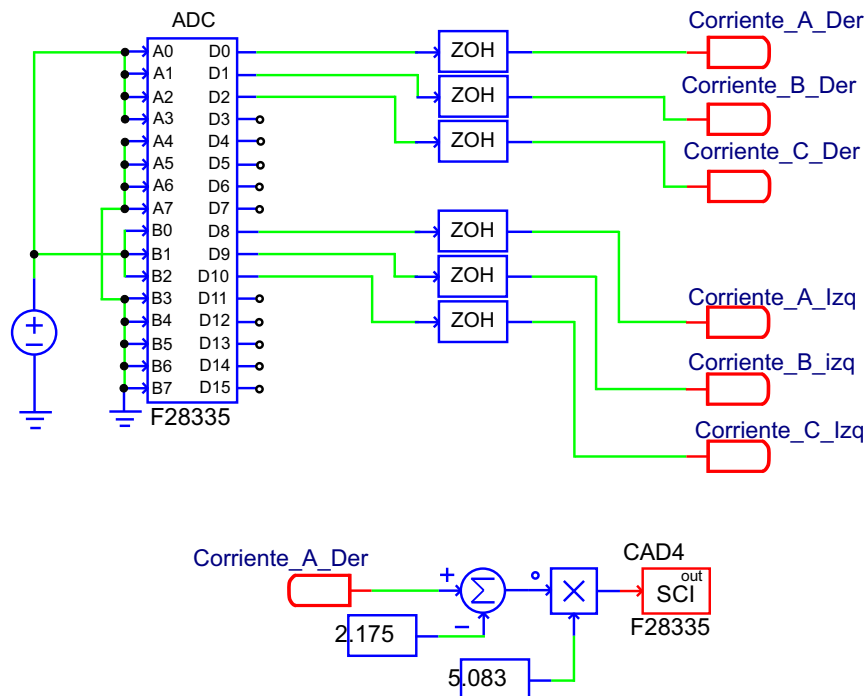 ADC
Corriente_A_Der
A0 D0 ZOH
A1 D1
Corriente_B_Der
A2 D2 ZOH
A3 D3
A4 D4 ZOH
Corriente_C_Der
A5 D5
A6 D6
A7 D7
B0 D8 ZOH
B1 D9
B2 D10 ZOH
B3 D11
Corriente_A_Izq
B4 D12 ZOH
B5 D13
B6 D14
Corriente_B_izq
B7 D15
F28335
Corriente_C_Izq
Corriente_A_Der
CAD4
out
SCI
F28335
2.175
5.083